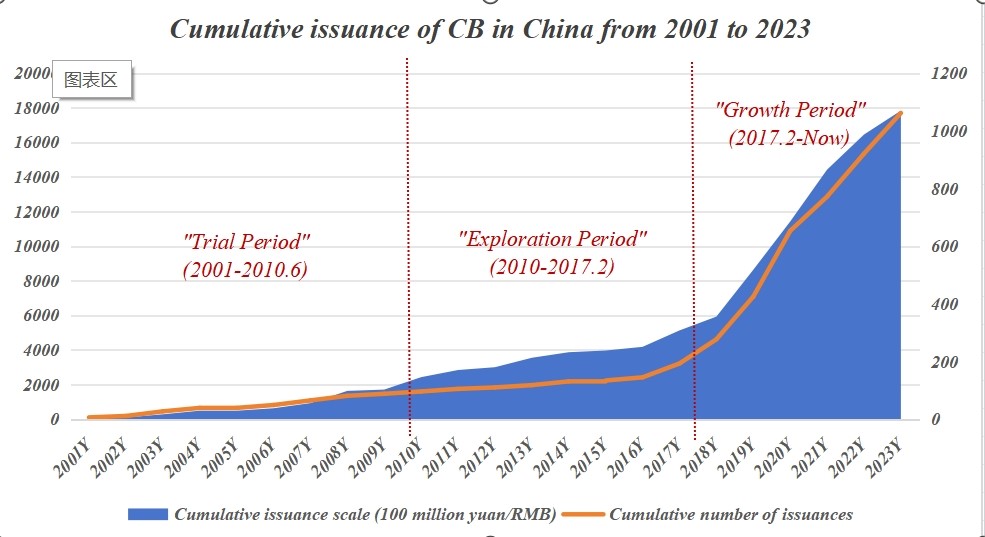 Cumulative issuance of CB in China from 2001 to 2023
图表区
2000
18000
16000
14000
12000
10000
8000
6000
4000
2000
0
1200
1000
800
600
400
200
0
"Trial Period"
(2001-2010.6)
"Exploration Period"
(2010-2017.2)
"Growth Period"
(2017.2-Now)
2001Y 2002Y 2003Y 2004Y 2005Y 2006Y 2007Y 2008Y 2009Y 2010Y 2011Y 2012Y 2013Y 2014Y 2015Y 2016Y 2017Y 2018Y 2019Y 2020Y 2021Y 2022Y 2023Y
Cumulative issuance scale (100 million yuan/RMB) Cumulative number of issuances